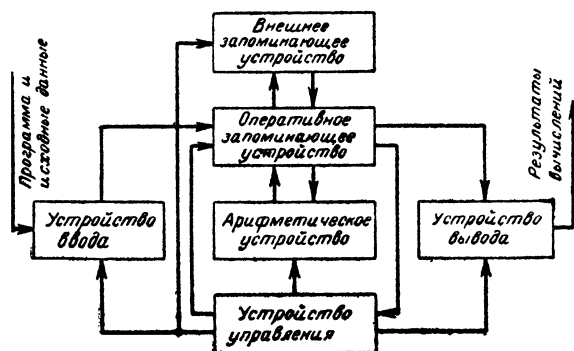 Внешнее
запоминающее
устройство
Программа и
исходные данные
Оперативное
запоминающее
устройство
Результаты
вычислений
Устройство
ввода
Арифметическое
устройство
Устройство
вывода
Устройство
управления